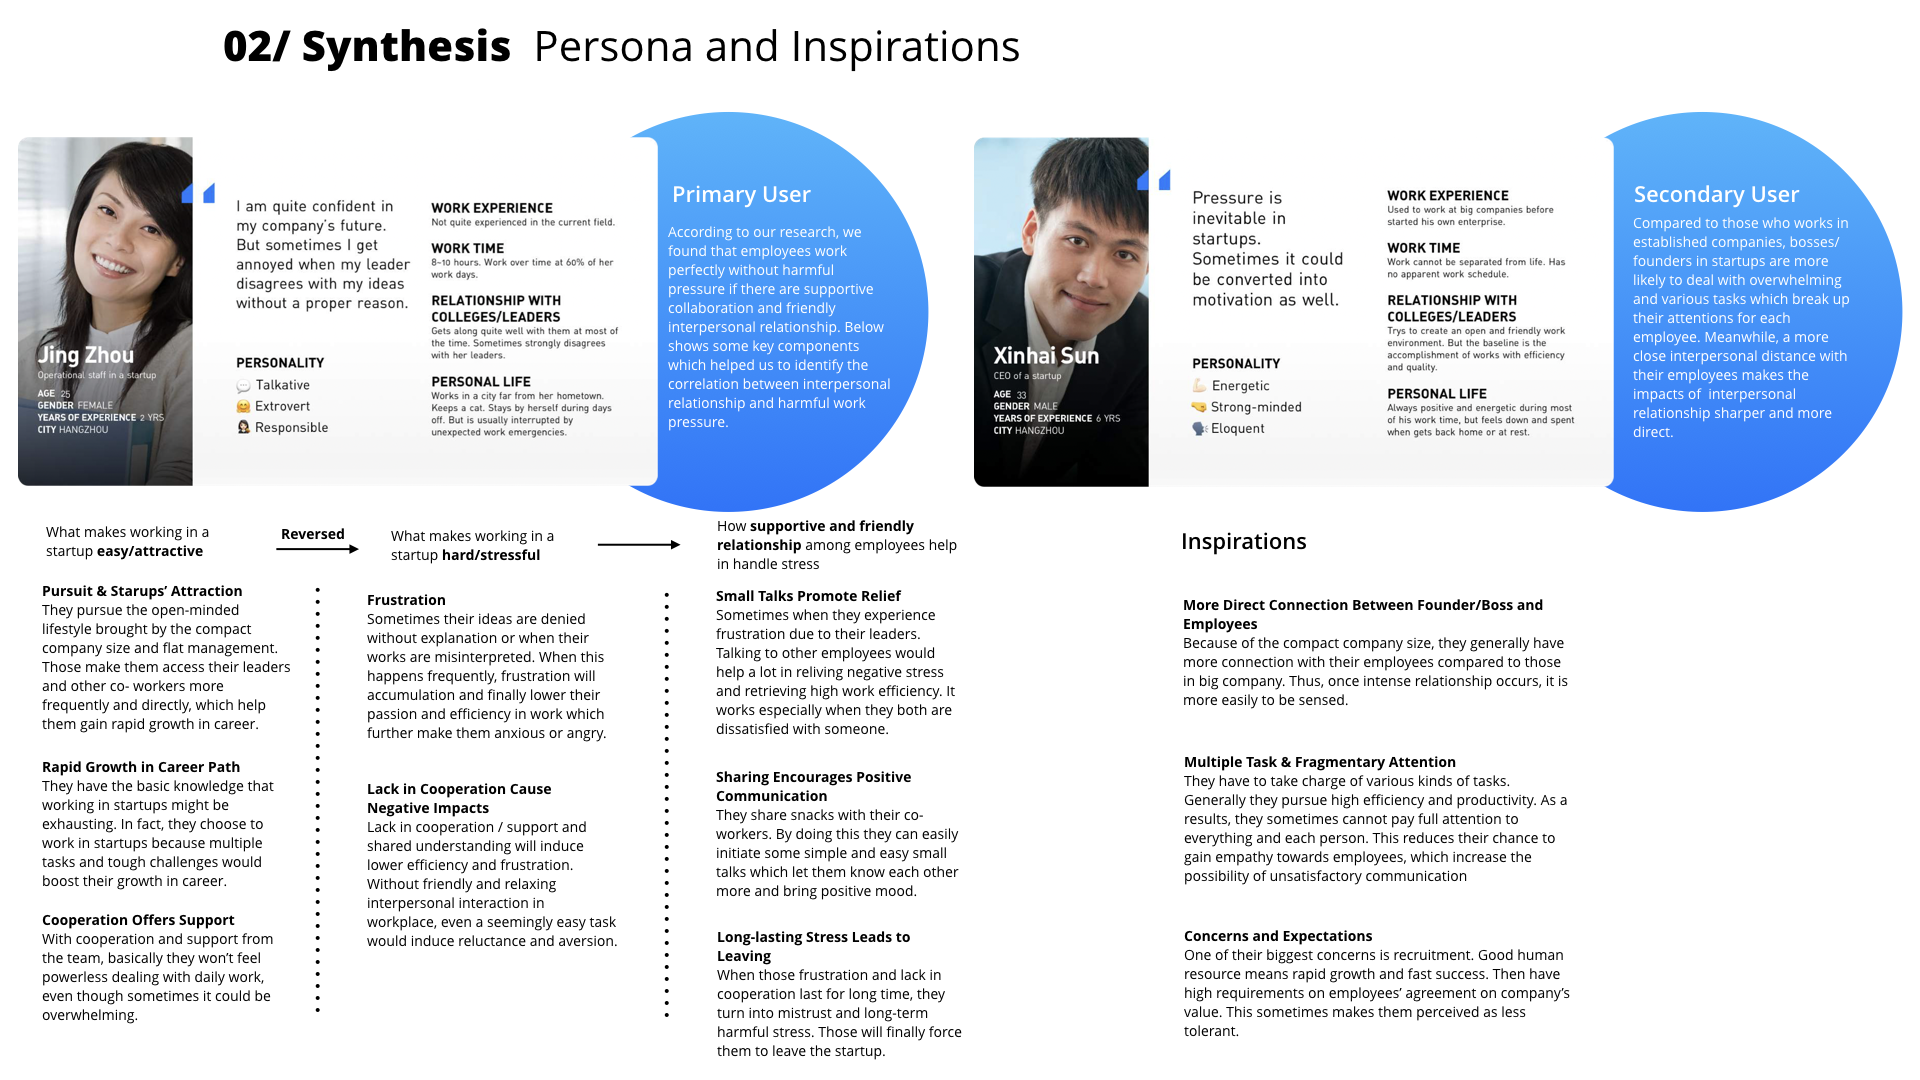 02/ Synthesis Persona and Inspirations
Jing Zhou
Operational staff in a startup
AGE 25
GENDER FEMALE
YEARS OF EXPERIENCE 2 YRS
CITY HANGZHOU
“
I am quite confident in
my company's future.
But sometimes I get
annoyed when my leader
disagrees with my ideas
without a proper reason.
PERSONALITY
Talkative
Extrovert
Responsible
WORK EXPERIENCE
Not quite experienced in the current field.
WORK TIME
8-10 hours. Work over time at 60% of her
work days.
RELATIONSHIP WITH
COLLEGES/LEADERS
Gets along quite well with them at most of
the time. Sometimes strongly disagrees
with her leaders.
PERSONAL LIFE
Works in a city far from her hometown.
Keeps a cat. Stays by herself during days
off. But is usually interrupted by
unexpected work emergencies.
Primary User
According to our research, we
found that employees work
perfectly without harmful
pressure if there are supportive
collaboration and friendly
interpersonal relationship. Below
shows some key components
which helped us to identify the
correlation between interpersonal
relationship and harmful work
pressure.
Xinhai Sun
CEO of a startup
AGE 33
GENDER MALE
YEARS OF EXPERIENCE 6 YRS
CITY HANGZHOU
“
Pressure is
inevitable in
startups.
Sometimes it could
be converted into
motivation as well.
PERSONALITY
Energetic
Strong-minded
Eloquent
WORK EXPERIENCE
Used to work at big companies before
started his own enterprise.
WORK TIME
Work cannot be separated from life. Has
no apparent work schedule.
RELATIONSHIP WITH
COLLEGES/LEADERS
Trys to create an open and friendly work
environment. But the baseline is the
accomplishment of works with efficiency
and quality.
PERSONAL LIFE
Always positive and energetic during most
of his work time, but feels down and spent
when gets back home or at rest.
Secondary User
Compared to those who works in
established companies, bosses/
founders in startups are more
likely to deal with overwhelming
and various tasks which break up
their attentions for each
employee. Meanwhile, a more
close interpersonal distance with
their employees makes the
impacts of interpersonal
relationship sharper and more
direct.
What makes working in a
startup easy/attractive
Reversed
What makes working in a
startup hard/stressful
How supportive and friendly
relationship among employees help
in handle stress
Pursuit & Starups’ Attraction
They pursue the open-minded
lifestyle brought by the compact
company size and flat management.
Those make them access their leaders
and other co- workers more
frequently and directly, which help
them gain rapid growth in career.
Rapid Growth in Career Path
They have the basic knowledge that
working in startups might be
exhausting. In fact, they choose to
work in startups because multiple
tasks and tough challenges would
boost their growth in career.
Cooperation Offers Support
With cooperation and support from
the team, basically they won’t feel
powerless dealing with daily work,
even though sometimes it could be
overwhelming.
Frustration
Sometimes their ideas are denied
without explanation or when their
works are misinterpreted. When this
happens frequently, frustration will
accumulation and finally lower their
passion and efficiency in work which
further make them anxious or angry.
Lack in Cooperation Cause
Negative Impacts
Lack in cooperation / support and
shared understanding will induce
lower efficiency and frustration.
Without friendly and relaxing
interpersonal interaction in
workplace, even a seemingly easy task
would induce reluctance and aversion.
Small Talks Promote Relief
Sometimes when they experience
frustration due to their leaders.
Talking to other employees would
help a lot in reliving negative stress
and retrieving high work efficiency. It
works especially when they both are
dissatisfied with someone.
Sharing Encourages Positive
Communication
They share snacks with their co-
workers. By doing this they can easily
initiate some simple and easy small
talks which let them know each other
more and bring positive mood.
Long-lasting Stress Leads to
Leaving
When those frustration and lack in
cooperation last for long time, they
turn into mistrust and long-term
harmful stress. Those will finally force
them to leave the startup.
Inspirations
More Direct Connection Between Founder/Boss and
Employees
Because of the compact company size, they generally have
more connection with their employees compared to those
in big company. Thus, once intense relationship occurs, it is
more easily to be sensed.
Multiple Task & Fragmentary Attention
They have to take charge of various kinds of tasks.
Generally they pursue high efficiency and productivity. As a
results, they sometimes cannot pay full attention to
everything and each person. This reduces their chance to
gain empathy towards employees, which increase the
possibility of unsatisfactory communication
Concerns and Expectations
One of their biggest concerns is recruitment. Good human
resource means rapid growth and fast success. Then have
high requirements on employees’ agreement on company’s
value. This sometimes makes them perceived as less
tolerant.